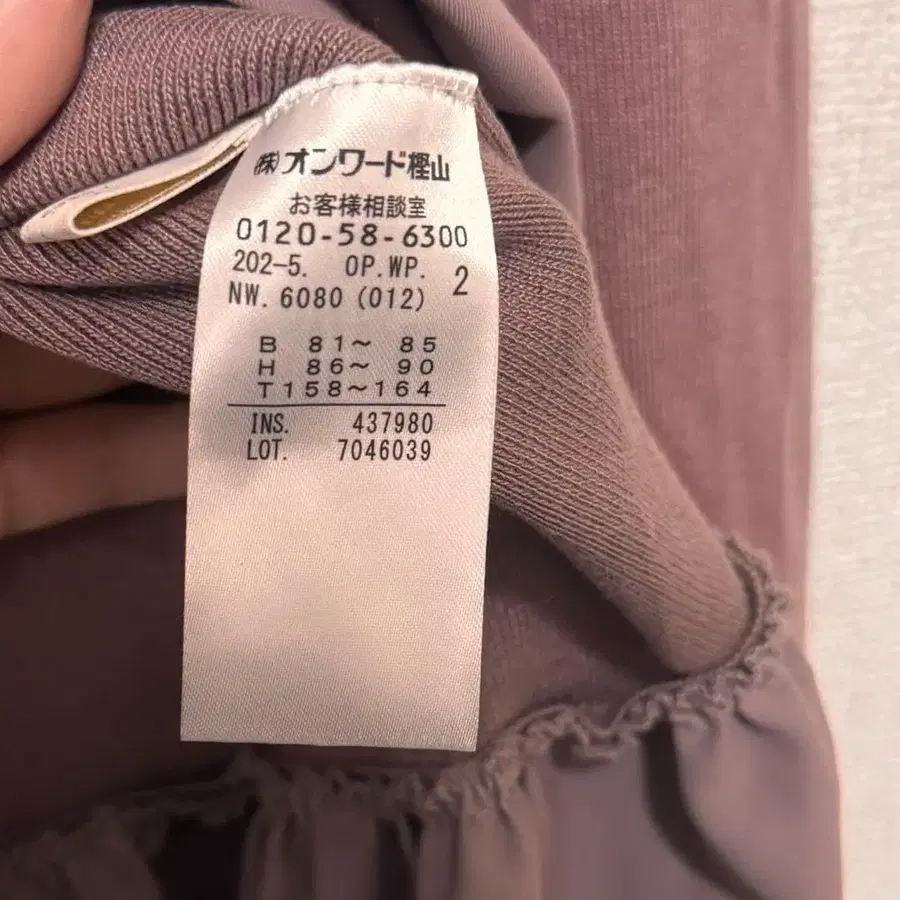 ㈱オンワード樫山
お客様相談室
0120-58-6300
202-5. OP.WP. 2
NW. 6080 (012)
B 81～ 85
H 86～ 90
T158～164
INS. 437980
LOT. 7046039